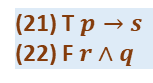 (21) T p → s
(22) F r ∧ q